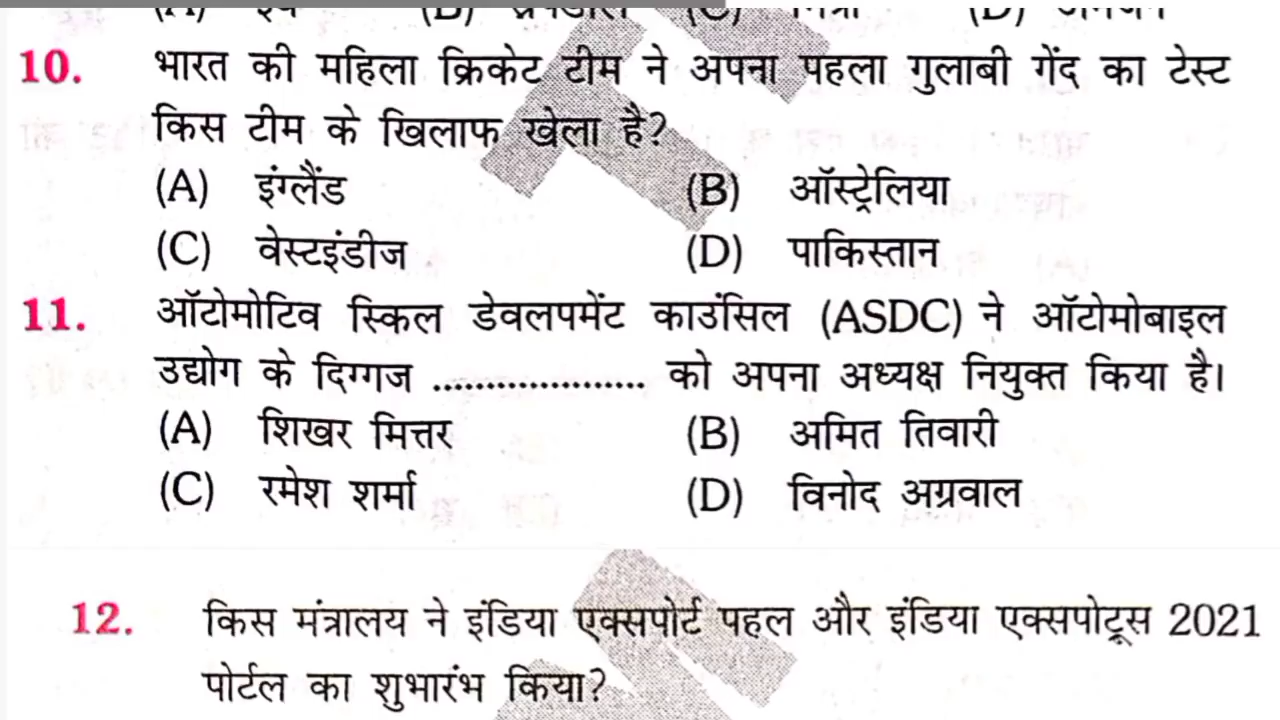 10. भारत की महिला क्रिकेट टीम ने अपना पहला गुलाबी गेंद का टेस्ट
किस टीम के खिलाफ खेला है?
(A) इंग्लैंड (B) ऑस्ट्रेलिया
(C) वेस्टइंडीज (D) पाकिस्तान
11. ऑटोमोटिव स्किल डेवलपमेंट काउंसिल (ASDC) ने ऑटोमोबाइल
उद्योग के दिग्गज ..................... को अपना अध्यक्ष नियुक्त किया है।
(A) शिखर मित्तर (B) अमित तिवारी
(C) रमेश शर्मा (D) विनोद अग्रवाल
12. किस मंत्रालय ने इंडिया एक्सपोर्ट पहल और इंडिया एक्सपोट्र्स 2021
पोर्टल का शुभारंभ किया?